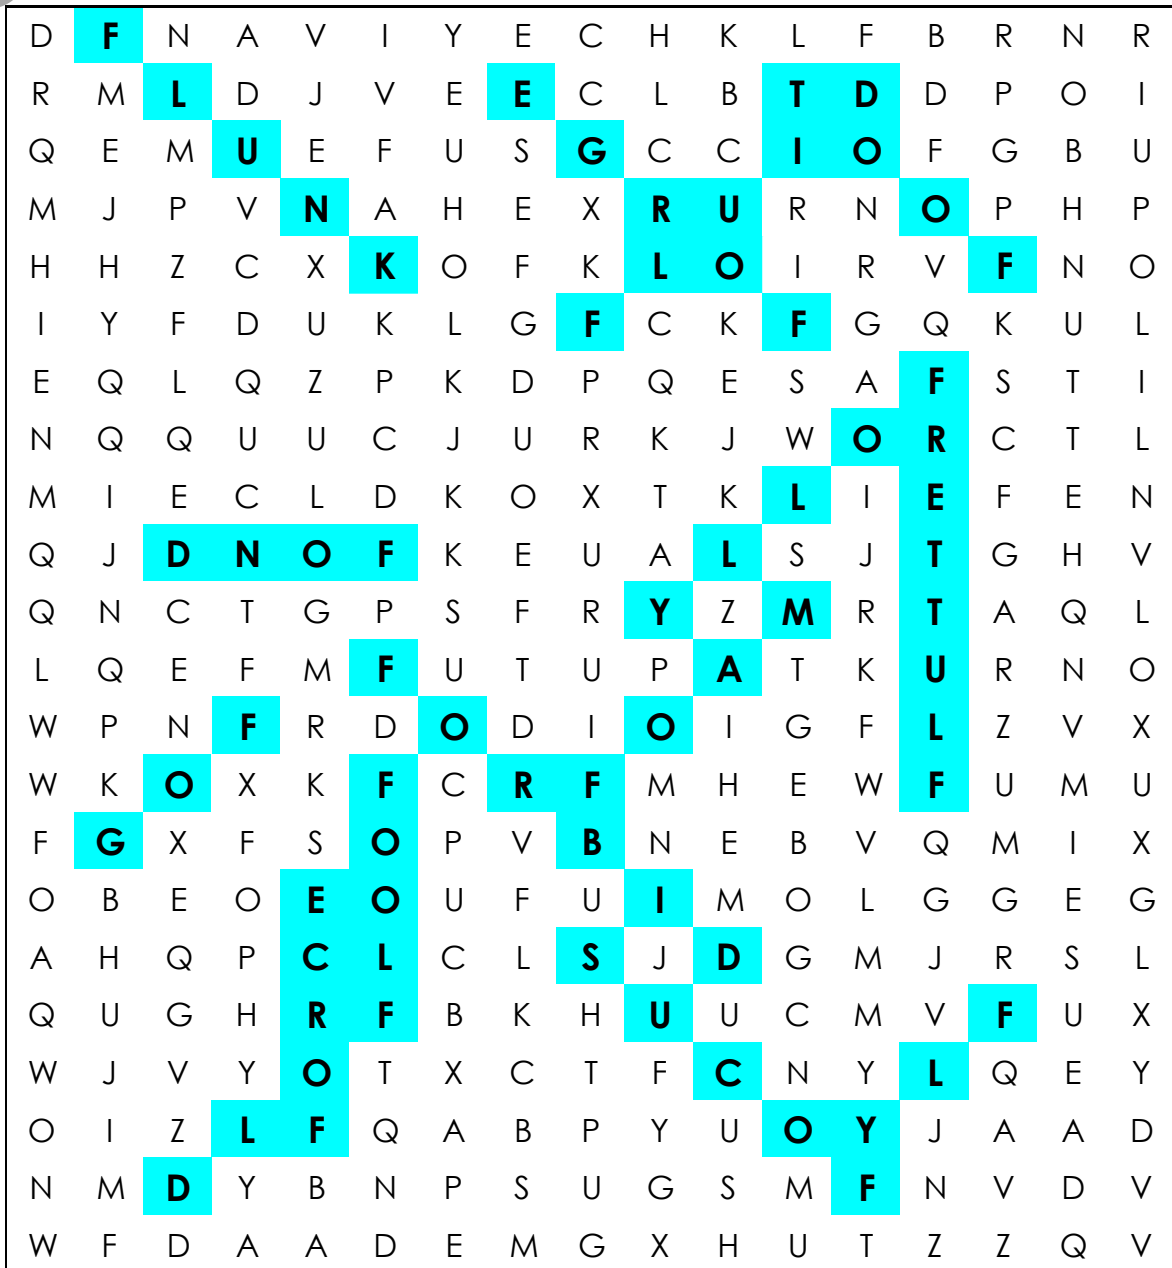 D F N A V I Y E C H K L F B R N R
R M L D J V E E C L B T D D P O I
Q E M U E F U S G C C I O F G B U
M J P V N A H E X R U R N O P H P
H H Z C X K O F K L O I R V F N O
I Y F D U K L G F C K F G Q K U L
E Q L Q Z P K D P Q E S A F S T I
N Q Q U U C J U R K J W O R C T L
M I E C L D K O X T K L I E F E N
Q J D N O F K E U A L S J T G H V
Q N C T G P S F R Y Z M R T A Q L
L Q E F M F U T U P A T K U R N O
W P N F R D O D I O I G F L Z V X
W K O X K F C R F M H E W F U M U
F G X F S O P V B N E B V Q M I X
O B E O E O U F U I M O L G G E G
A H Q P C L C L S J D G M J R S L
Q U G H R F B K H U U C M V F U X
W J V Y O T X C T F C N Y L Q E Y
O I Z L F Q A B P Y U O Y J A A D
N M D Y B N P S U G S M F N V D V
W F D A A D E M G X H U T Z Z Q V